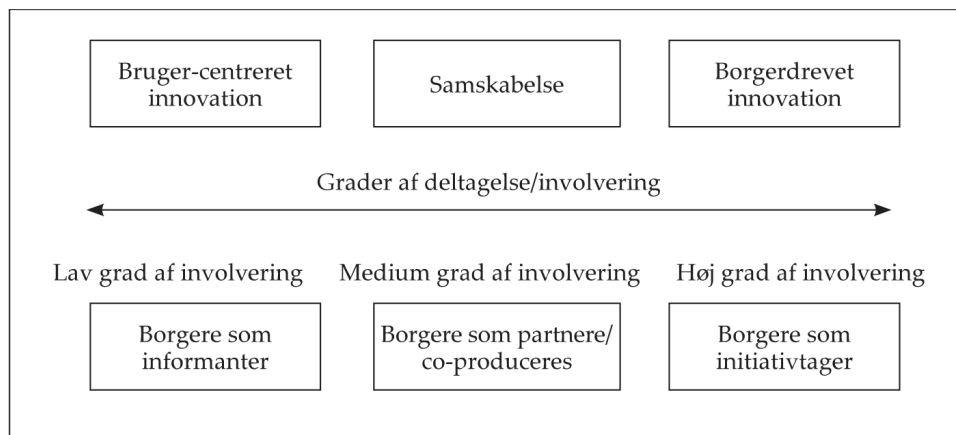 Bruger-centreret
innovation
Samskabelse
Borgerdrevet
innovation
Grader af deltagelse/involvering
Lav grad af involvering
Medium grad af involvering
Høj grad af involvering
Borgere som
informanter
Borgere som partnere/
co-produceres
Borgere som
initiativtager